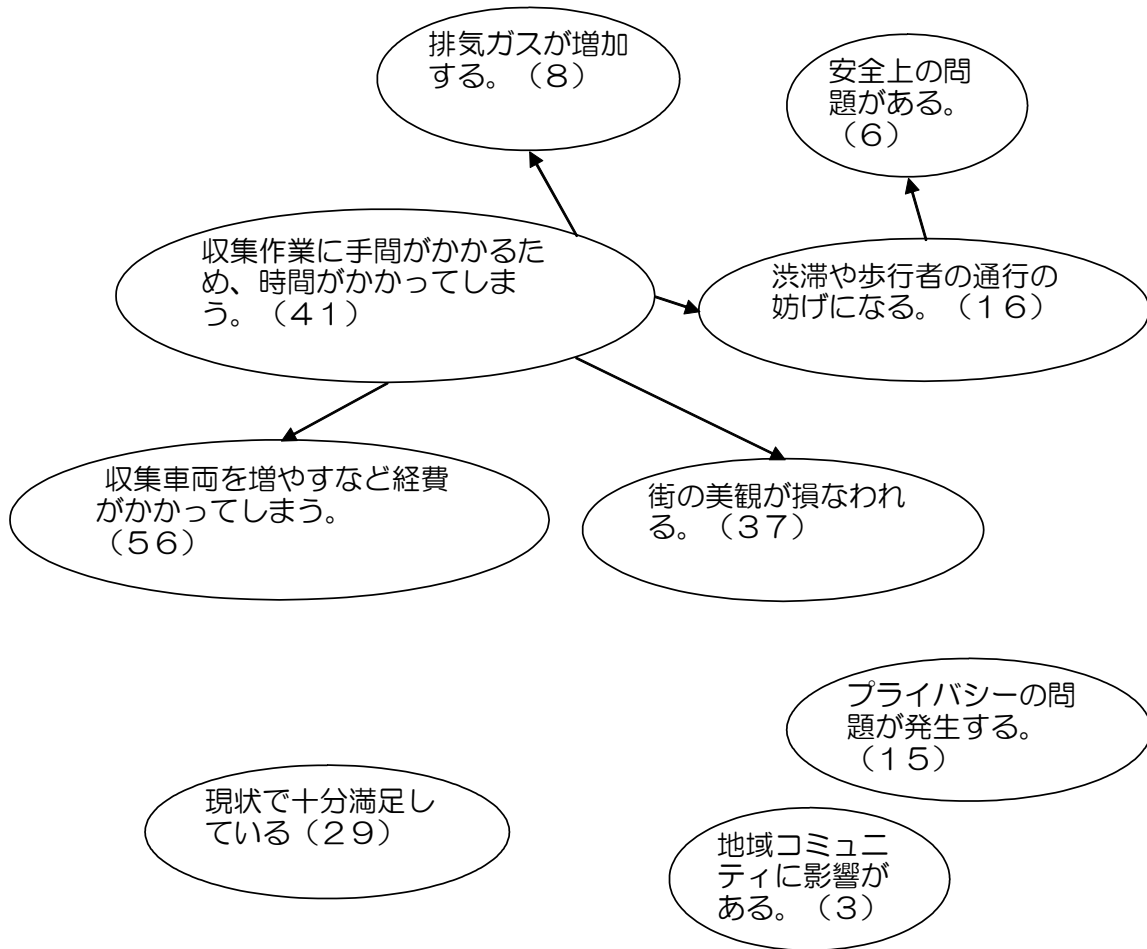 排気ガスが増加
する。（８）
安全上の問
題がある。
（６）
収集作業に手間がかかるた
め、時間がかかってしま
う。（４１）
渋滞や歩行者の通行の
妨げになる。（１６）
収集車両を増やすなど経費
がかかってしまう。
（５６）
街の美観が損なわれ
る。（３７）
プライバシーの問
題が発生する。
（１５）
現状で十分満足し
ている（２９）
地域コミュニ
ティに影響が
ある。（３）